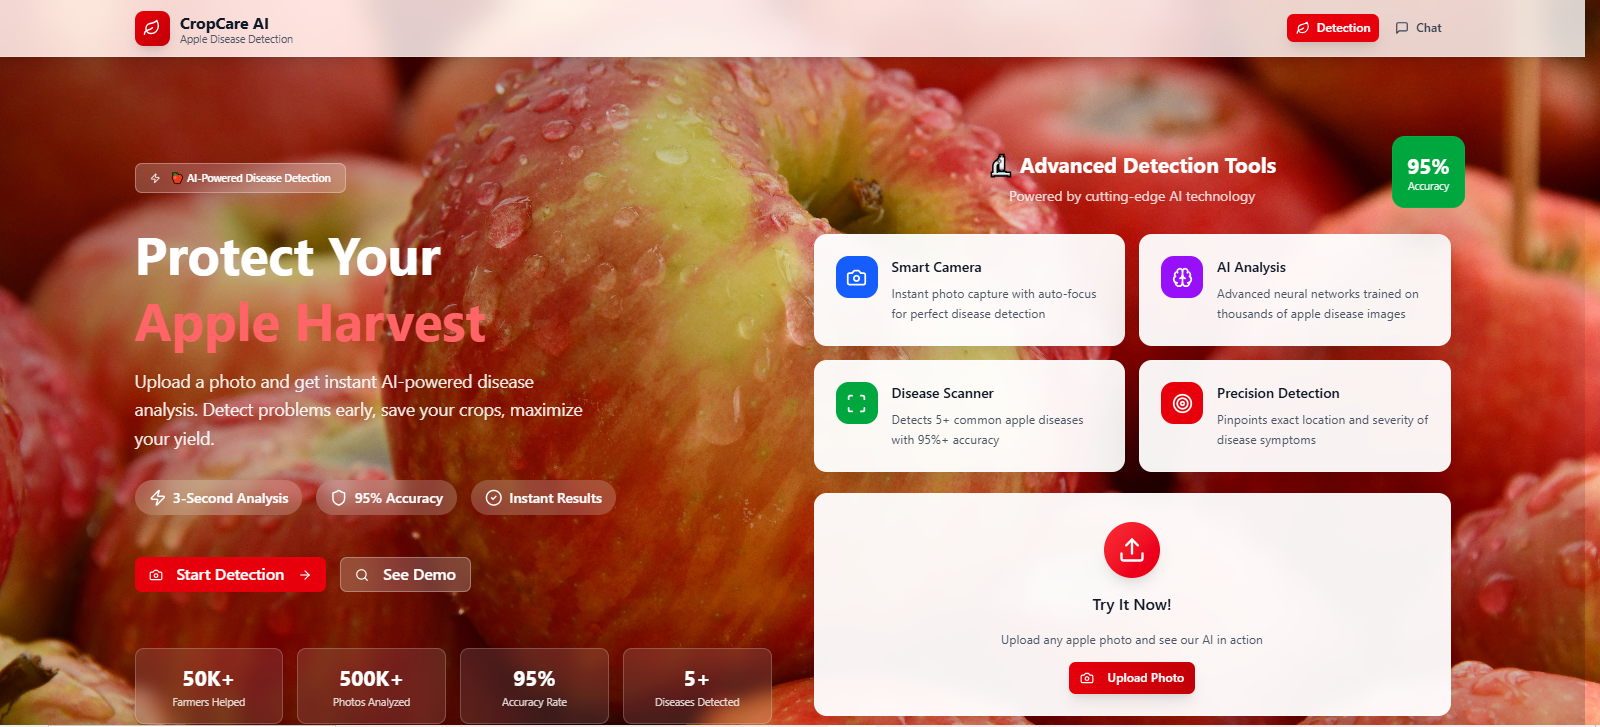 CropCare AI
Apple Disease Detection
Detection
Chat
AI-Powered Disease Detection
Protect Your
Apple Harvest
Upload a photo and get instant AI-powered disease
analysis. Detect problems early, save your crops, maximize
your yield.
3-Second Analysis
95% Accuracy
Instant Results
Start Detection
See Demo
50K+
Farmers Helped
500K+
Photos Analyzed
95%
Accuracy Rate
5+
Diseases Detected
Advanced Detection Tools
Powered by cutting-edge AI technology
95%
Accuracy
Smart Camera
Instant photo capture with auto-focus
for perfect disease detection
AI Analysis
Advanced neural networks trained on
thousands of apple disease images
Disease Scanner
Detects 5+ common apple diseases
with 95%+ accuracy
Precision Detection
Pinpoints exact location and severity of
disease symptoms
Try It Now!
Upload any apple photo and see our AI in action
Upload Photo